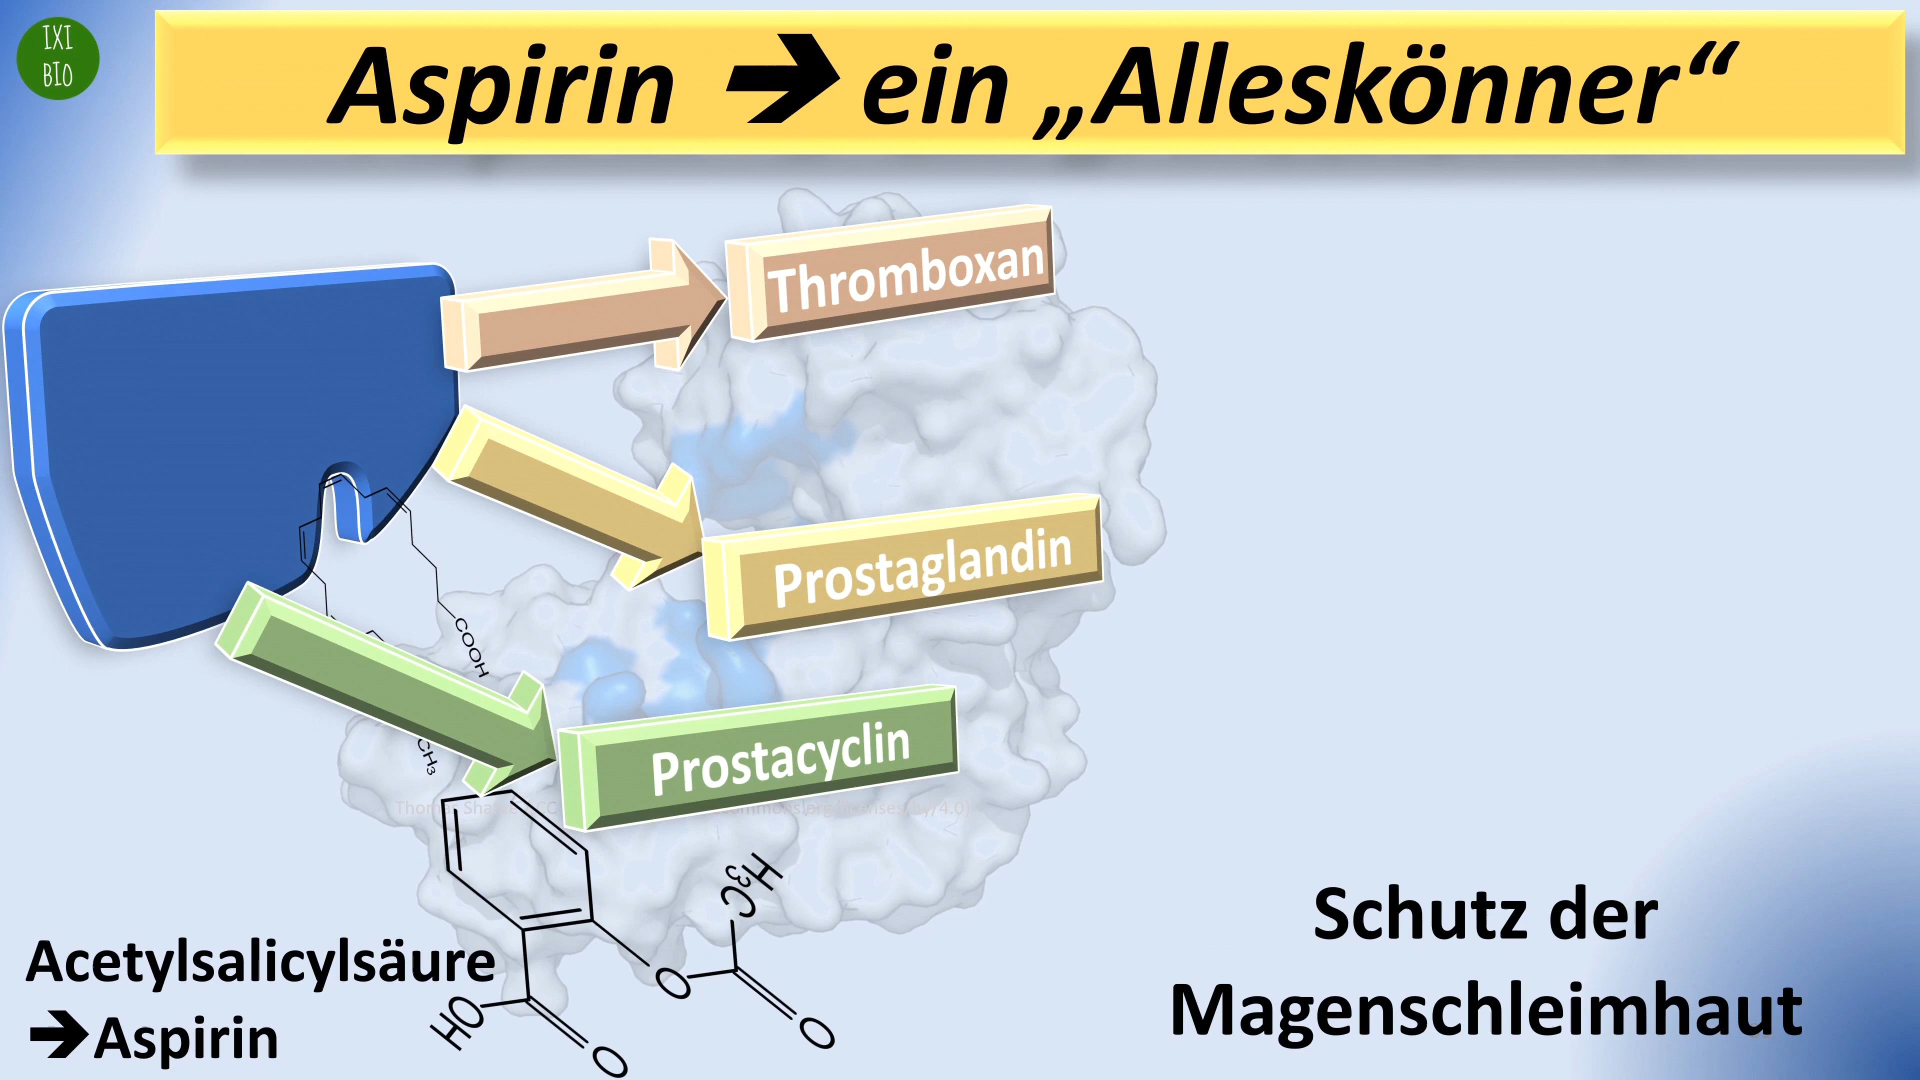 IXI
BIO
Aspirin → ein „Alleskönner“
Thromboxan
Prostaglandin
COOH
Prostacyclin
CH₃
H₃C
O
O
HO
O
Acetylsalicylsäure
→Aspirin
Schutz der
Magenschleimhaut